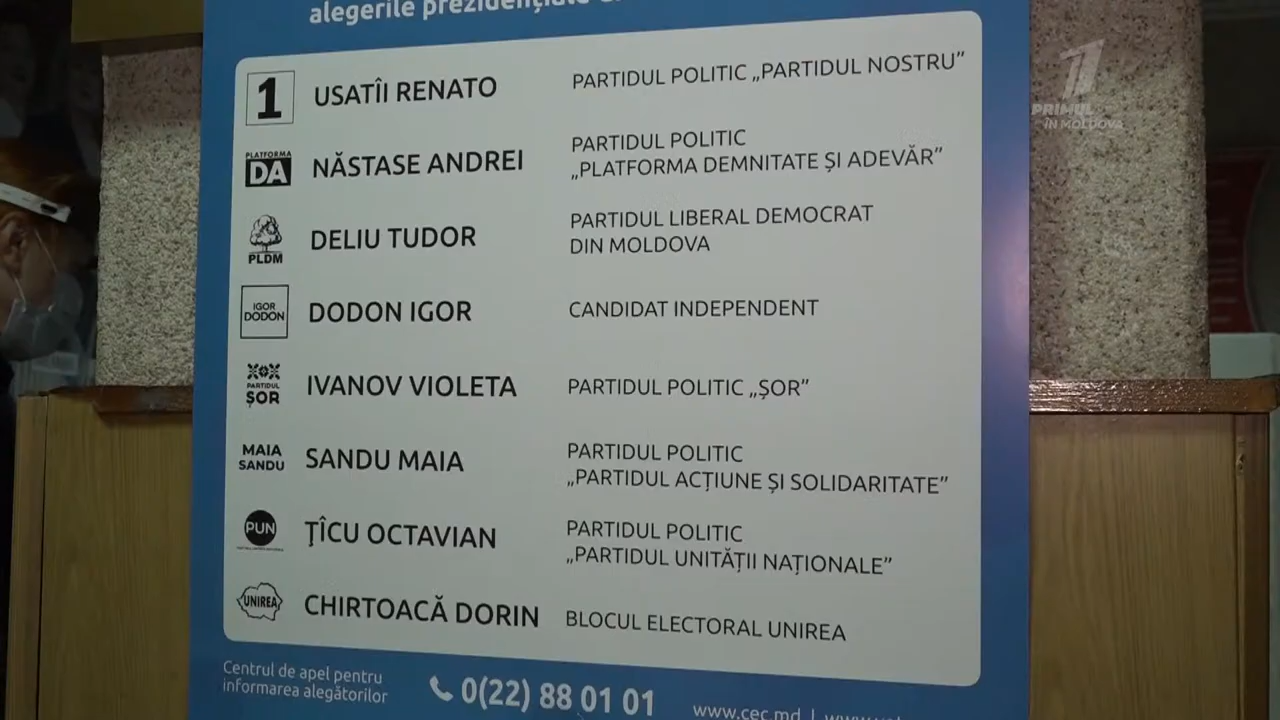 alegerile prezidențiale
1
USATÎI RENATO
PARTIDUL POLITIC „PARTIDUL NOSTRU”
PLATFORMA
DA
NĂSTASE ANDREI
PARTIDUL POLITIC
„PLATFORMA DEMNITATE ȘI ADEVĂR”
PLDM
DELIU TUDOR
PARTIDUL LIBERAL DEMOCRAT
DIN MOLDOVA
IGOR
DODON
DODON IGOR
CANDIDAT INDEPENDENT
PARTIDUL
ȘOR
IVANOV VIOLETA
PARTIDUL POLITIC „ȘOR”
MAIA
SANDU
SANDU MAIA
PARTIDUL POLITIC
„PARTIDUL ACȚIUNE ȘI SOLIDARITATE”
PUN
ȚÎCU OCTAVIAN
PARTIDUL POLITIC
„PARTIDUL UNITĂȚII NAȚIONALE”
UNIREA
CHIRTOACĂ DORIN
BLOCUL ELECTORAL UNIREA
Centrul de apel pentru
informarea alegătorilor
0(22) 88 01 01
www.cec.md |
1
PRIMUL
ÎN MOLDOVA